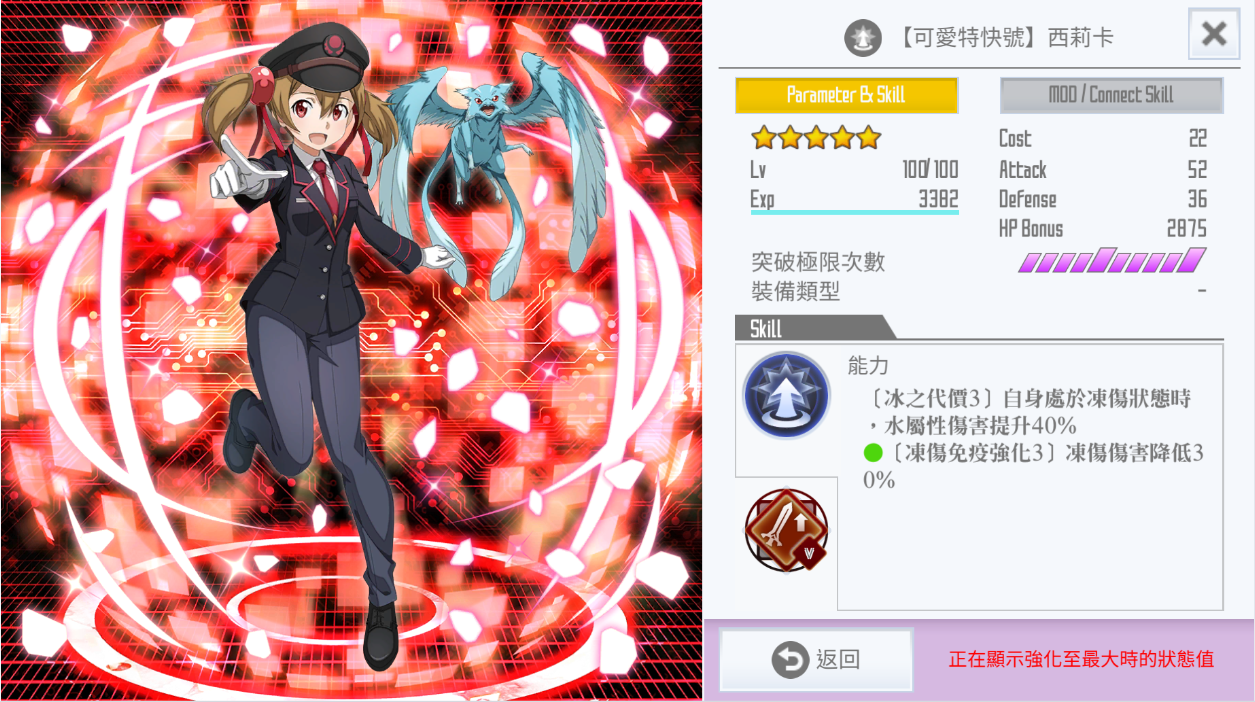 【可愛特快號】西莉卡
Parameter & Skill
MOD / Connect Skill
Lv 100/100
Exp 3382
Cost 22
Attack 52
Defense 36
HP Bonus 2875
突破極限次數
裝備類型 -
Skill
能力
〔冰之代價3〕自身處於凍傷狀態時
，水屬性傷害提升40%
〔凍傷免疫強化3〕凍傷傷害降低3
0%
V
返回
正在顯示強化至最大時的狀態值